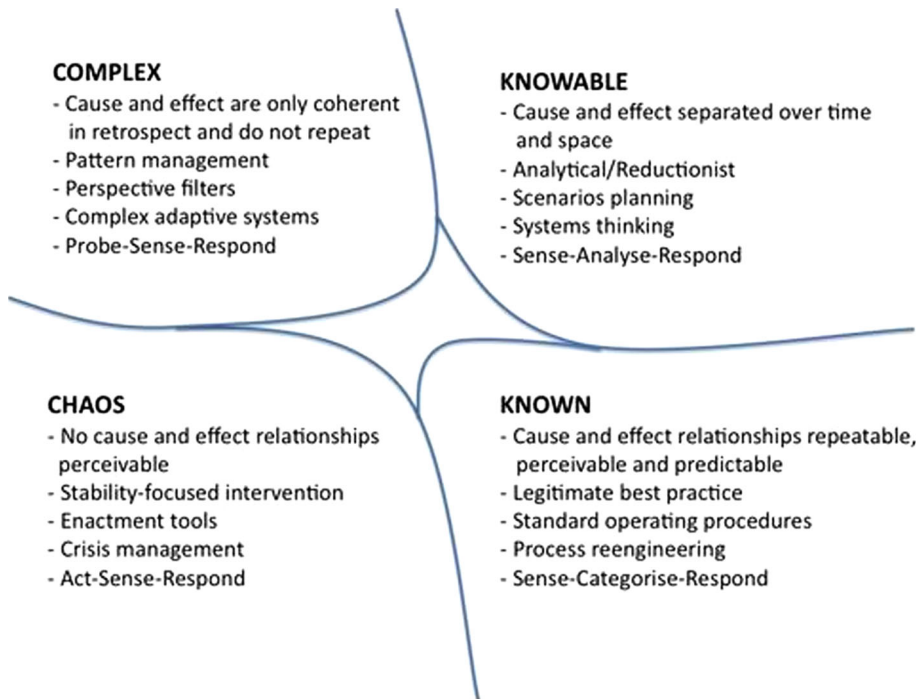 COMPLEX
- Cause and effect are only coherent
in retrospect and do not repeat
- Pattern management
- Perspective filters
- Complex adaptive systems
- Probe-Sense-Respond
KNOWABLE
- Cause and effect separated over time
and space
- Analytical/Reductionist
- Scenarios planning
- Systems thinking
- Sense-Analyse-Respond
CHAOS
- No cause and effect relationships
perceivable
- Stability-focused intervention
- Enactment tools
- Crisis management
- Act-Sense-Respond
KNOWN
- Cause and effect relationships repeatable,
perceivable and predictable
- Legitimate best practice
- Standard operating procedures
- Process reengineering
- Sense-Categorise-Respond